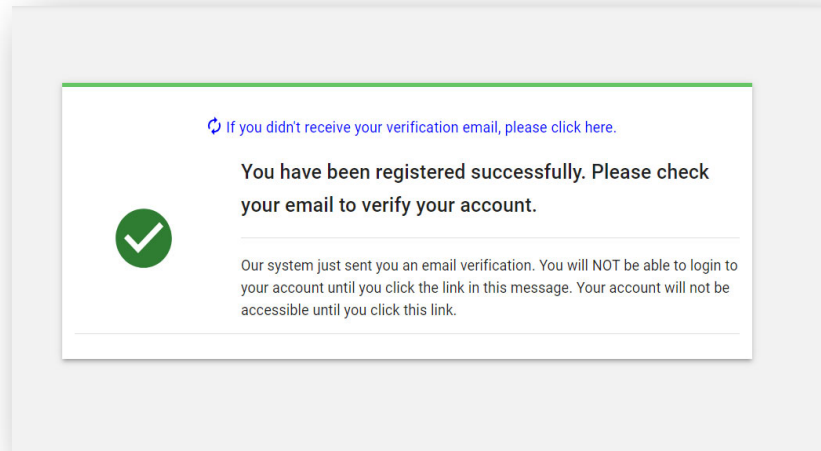 If you didn't receive your verification email, please click here.
You have been registered successfully. Please check
your email to verify your account.
Our system just sent you an email verification. You will NOT be able to login to
your account until you click the link in this message. Your account will not be
accessible until you click this link.